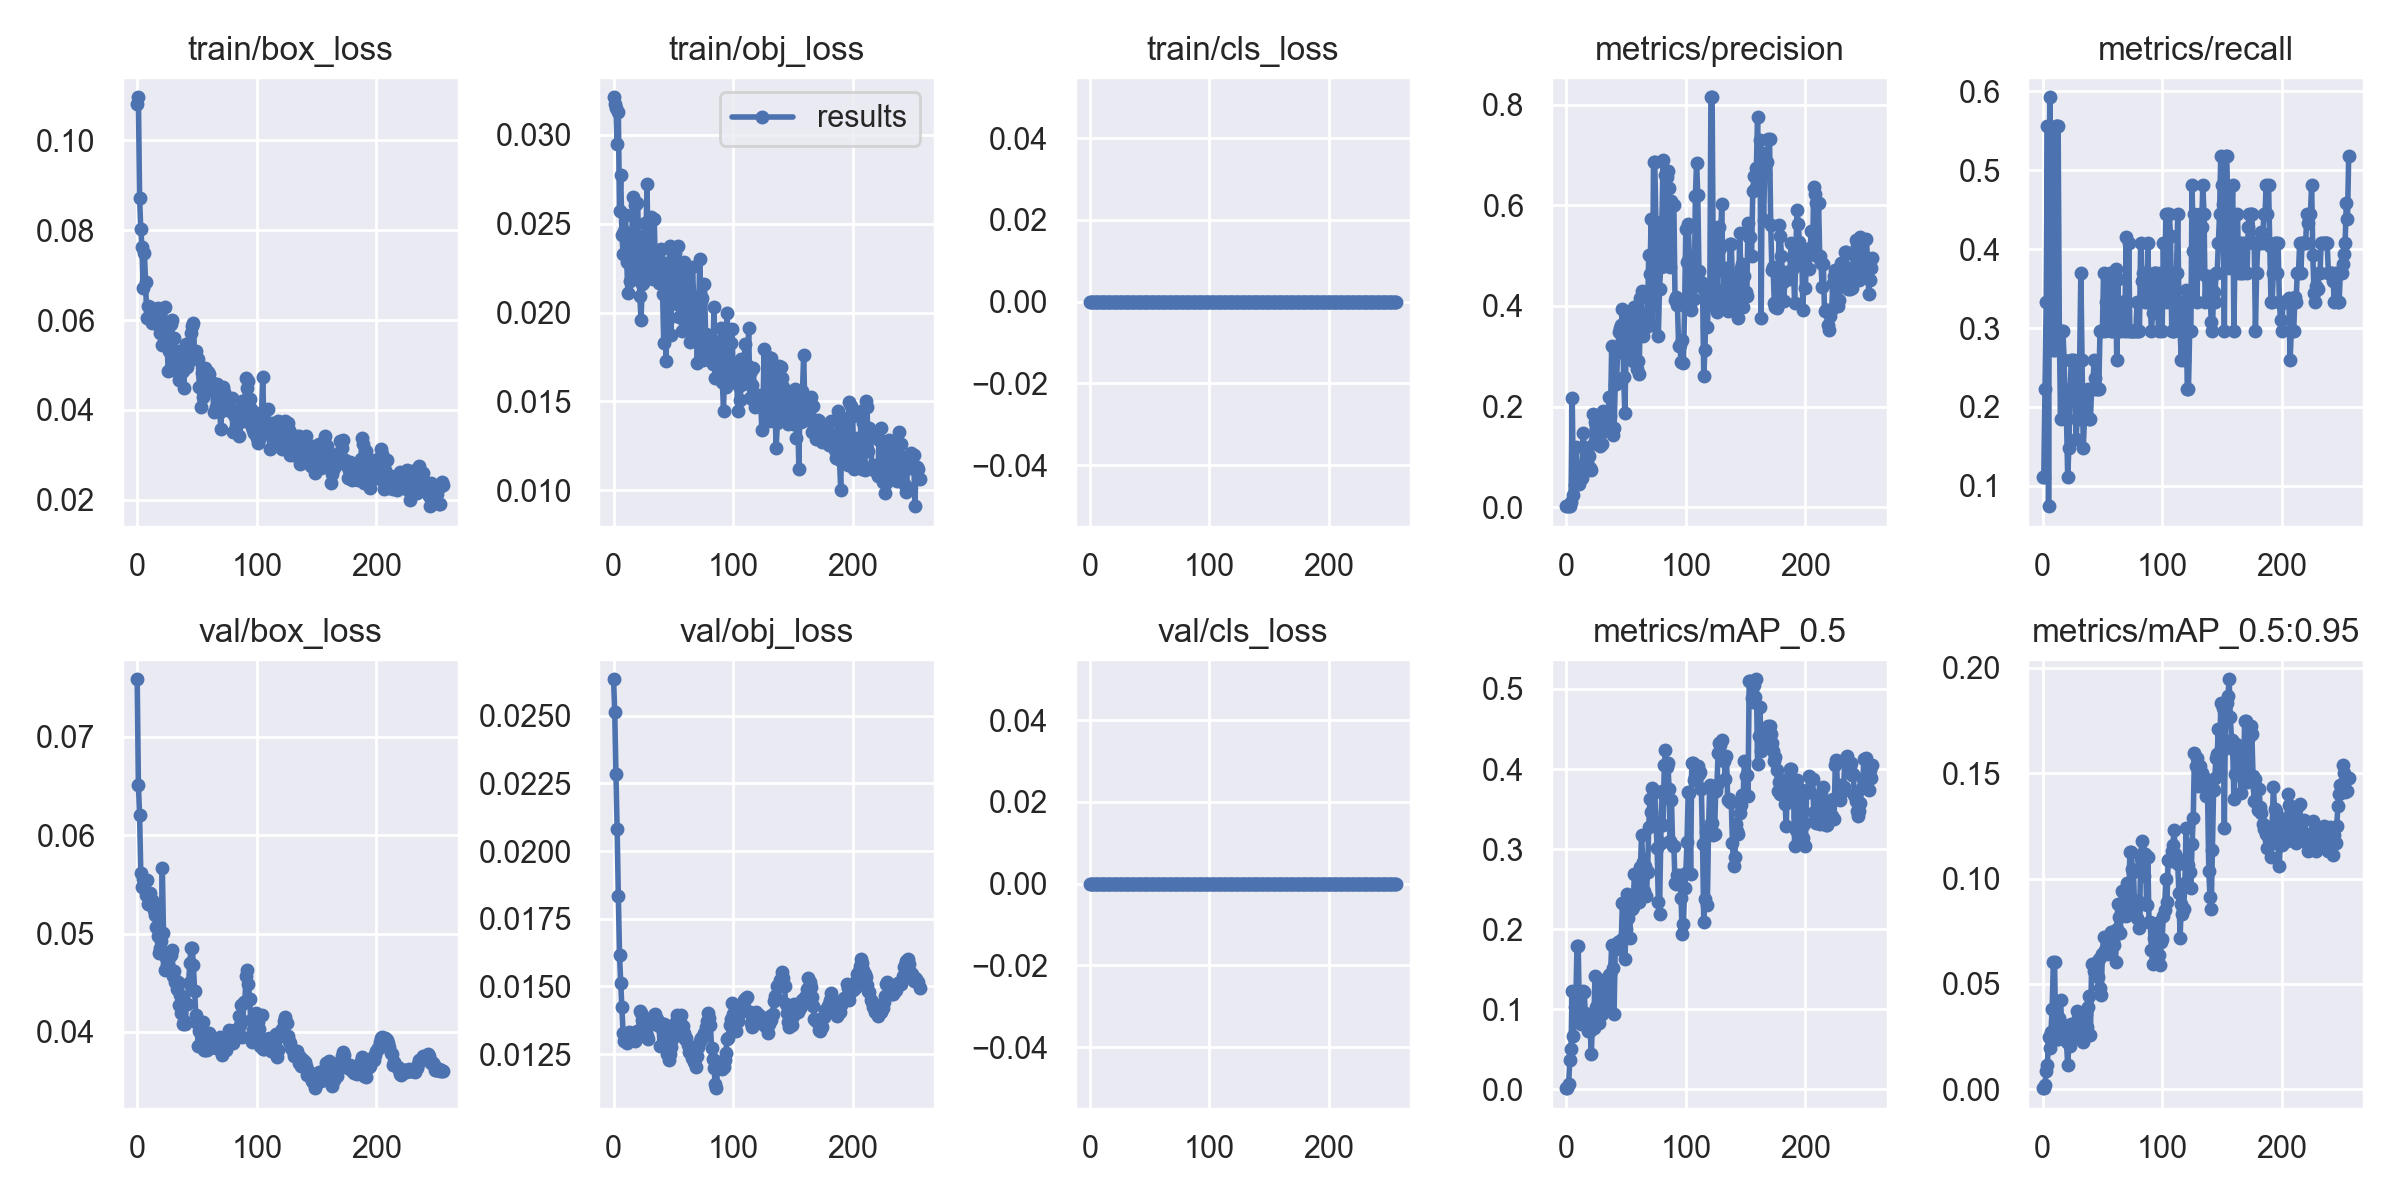 train/box_loss
train/obj_loss
train/cls_loss
metrics/precision
metrics/recall
results
0.10
0.08
0.06
0.04
0.02
0 100 200
0.030
0.025
0.020
0.015
0.010
0 100 200
0.04
0.02
0.00
−0.02
−0.04
0 100 200
0.8
0.6
0.4
0.2
0.0
0 100 200
0.6
0.5
0.4
0.3
0.2
0.1
0 100 200
val/box_loss
val/obj_loss
val/cls_loss
metrics/mAP_0.5
metrics/mAP_0.5:0.95
0.07
0.06
0.05
0.04
0 100 200
0.0250
0.0225
0.0200
0.0175
0.0150
0.0125
0 100 200
0.04
0.02
0.00
−0.02
−0.04
0 100 200
0.5
0.4
0.3
0.2
0.1
0.0
0 100 200
0.20
0.15
0.10
0.05
0.00
0 100 200